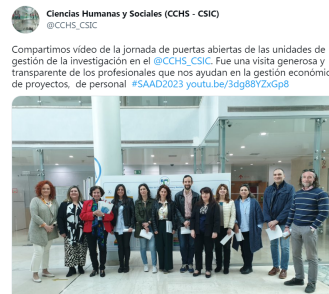 Ciencias Humanas y Sociales (CCHS - CSIC)
@CCHS_CSIC
Compartimos vídeo de la jornada de puertas abiertas de las unidades de
gestión de la investigación en el @CCHS_CSIC. Fue una visita generosa y
transparente de los profesionales que nos ayudan en la gestión económic
de proyectos, de personal #SAAD2023 youtu.be/3dg88YZxGp8